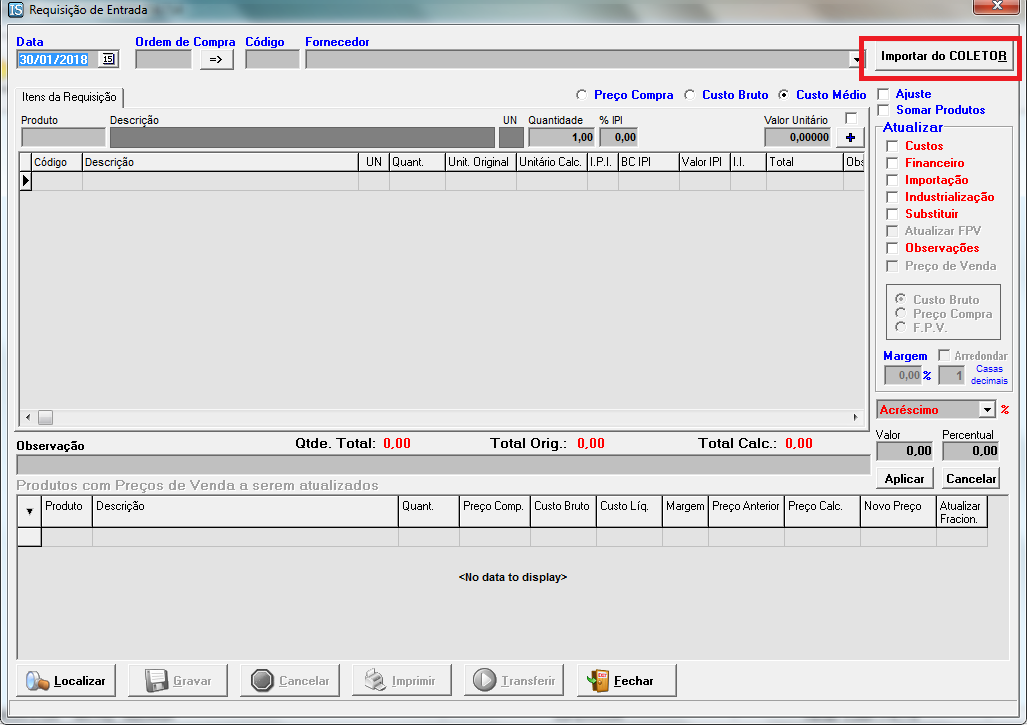 IS Requisição de Entrada
Data Ordem de Compra Código Fornecedor
30/01/2018 15 => Importar do COLETOR
Itens da Requisição
Preço Compra Custo Bruto Custo Médio
Ajuste
Somar Produtos
Produto Descrição UN Quantidade % IPI Valor Unitário
1,00 0,00 0,00000 +
Código Descrição UN Quant. Unit. Original Unitário Calc. I.P.I. BC IPI Valor IPI I.I. Total Obs
Atualizar
Custos
Financeiro
Importação
Industrialização
Substituir
Atualizar FPV
Observações
Preço de Venda
Custo Bruto
Preço Compra
F.P.V.
Margem Arredondar
0,00 % 1 Casas
decimais
Acréscimo %
Valor Percentual
0,00 0,00
Aplicar Cancelar
Observação Qtde. Total: 0,00 Total Orig.: 0,00 Total Calc.: 0,00
Produtos com Preços de Venda a serem atualizados
Produto Descrição Quant. Preço Comp. Custo Bruto Custo Líq. Margem Preço Anterior Preço Calc. Novo Preço Atualizar
Fracion.
<No data to display>
Localizar Gravar Cancelar Imprimir Transferir Fechar